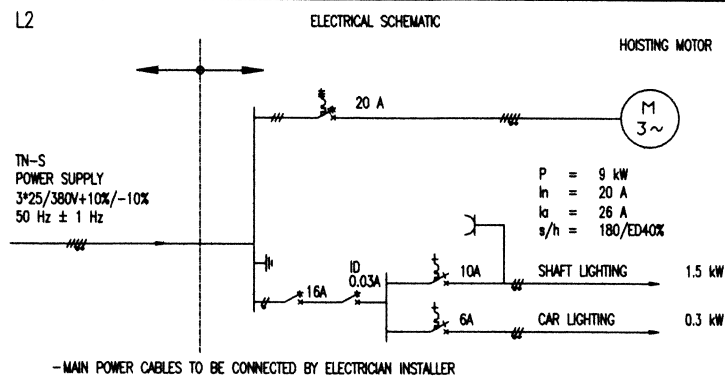 L2
ELECTRICAL SCHEMATIC
HOISTING MOTOR
20 A
M
3~
TN-S
POWER SUPPLY
3*25/380V+10%/-10%
50 Hz ± 1 Hz
P = 9 kW
In = 20 A
Ia = 26 A
s/h = 180/ED40%
ID
0.03A
16A
10A
SHAFT LIGHTING
1.5 kW
6A
CAR LIGHTING
0.3 kW
-MAIN POWER CABLES TO BE CONNECTED BY ELECTRICIAN INSTALLER